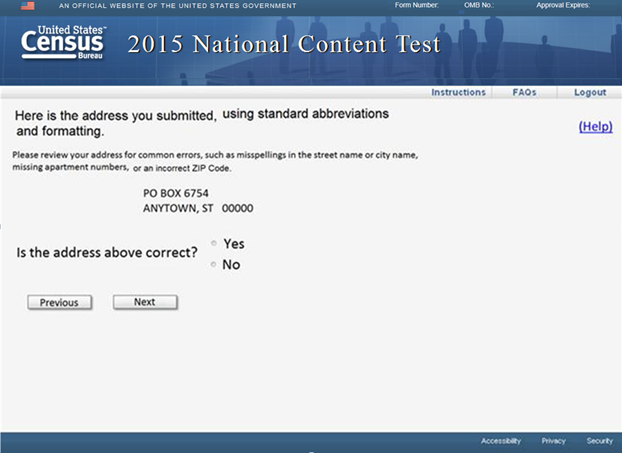 AN OFFICIAL WEBSITE OF THE UNITED STATES GOVERNMENT Form Number: OMB No.: Approval Expires:
United States™
Census
Bureau
2015 National Content Test
Instructions FAQs Logout
Here is the address you submitted, using standard abbreviations
and formatting.
(Help)
Please review your address for common errors, such as misspellings in the street name or city name,
missing apartment numbers, or an incorrect ZIP Code.
PO BOX 6754
ANYTOWN, ST 00000
Is the address above correct?
Yes
No
Previous Next
Accessibility Privacy Security